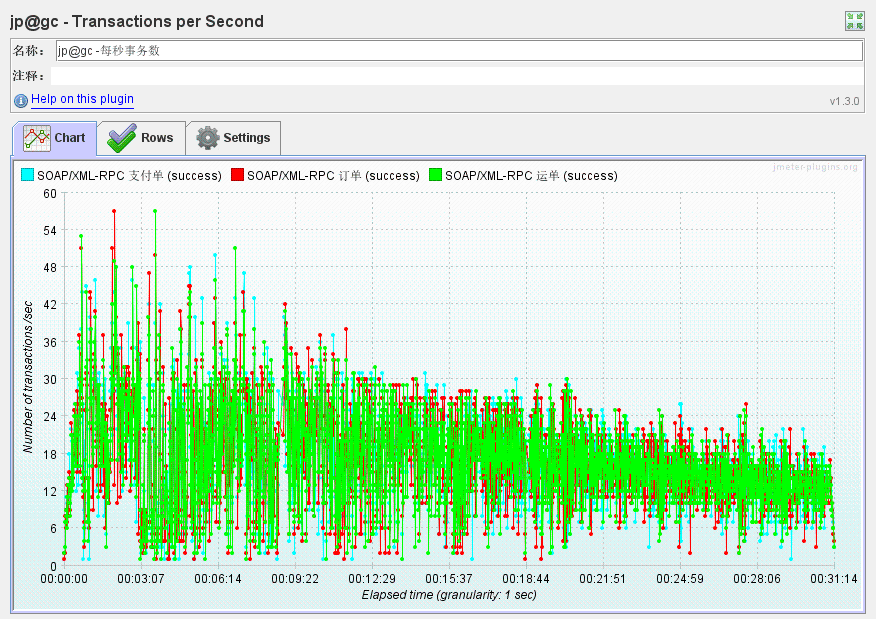 jp@gc - Transactions per Second
名称： jp@gc -每秒事务数
注释：
Help on this plugin
v1.3.0
Chart Rows Settings
jmeter-plugins.org
SOAP/XML-RPC 支付单 (success) SOAP/XML-RPC 订单 (success) SOAP/XML-RPC 运单 (success)
60
54
48
42
36
30
24
18
12
6
0
Number of transactions /sec
00:00:00 00:03:07 00:06:14 00:09:22 00:12:29 00:15:37 00:18:44 00:21:51 00:24:59 00:28:06 00:31:14
Elapsed time (granularity: 1 sec)